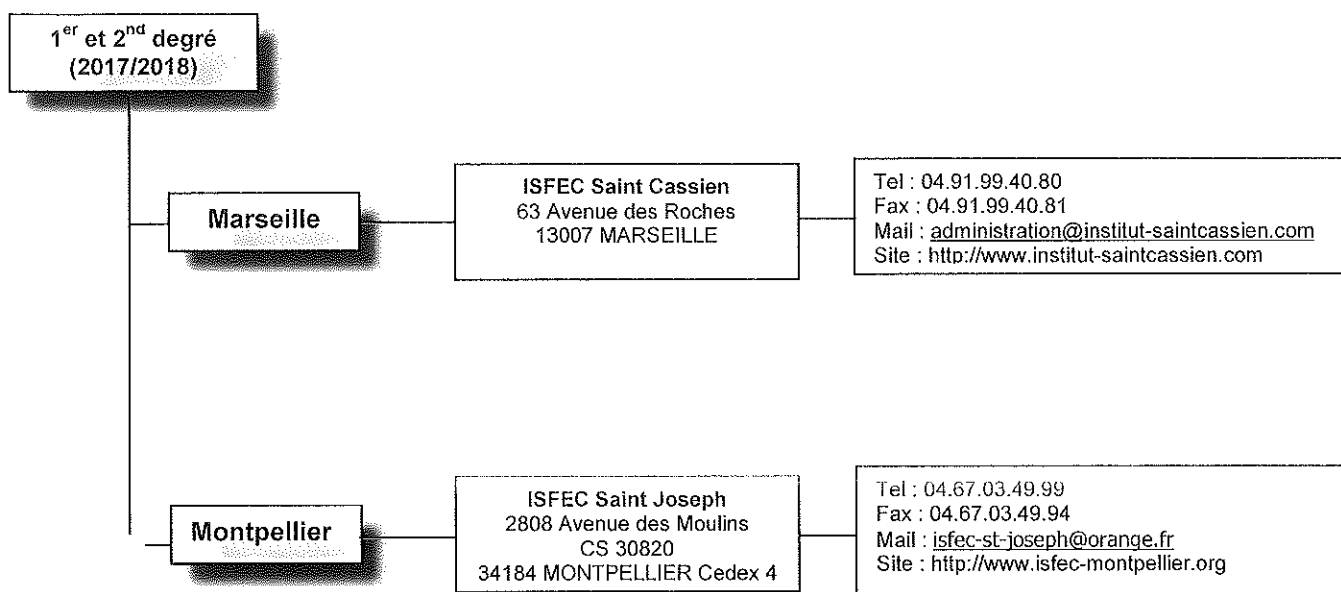 1er et 2nd degré
(2017/2018)
Marseille
ISFEC Saint Cassien
63 Avenue des Roches
13007 MARSEILLE
Tel : 04.91.99.40.80
Fax : 04.91.99.40.81
Mail : administration@institut-saintcassien.com
Site : http://www.institut-saintcassien.com
Montpellier
ISFEC Saint Joseph
2808 Avenue des Moulins
CS 30820
34184 MONTPELLIER Cedex 4
Tel : 04.67.03.49.99
Fax : 04.67.03.49.94
Mail : isfec-st-joseph@orange.fr
Site : http://www.isfec-montpellier.org